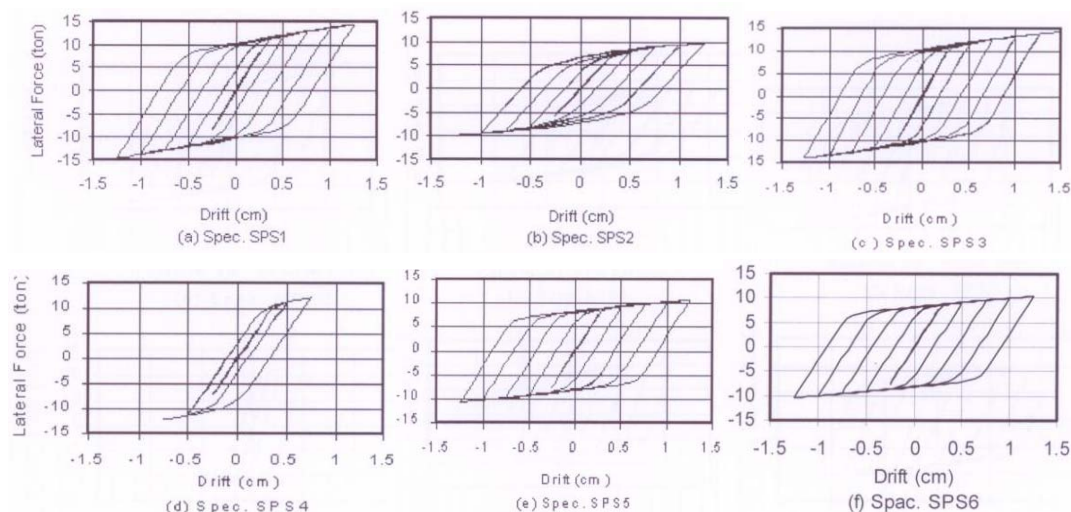 15
10
5
0
-5
-10
-15
-1.5 -1 -0.5 0 0.5 1 1.5
Lateral Force (ton)
Drift (cm)
(a) Spec. SPS1
15
10
5
0
-5
-10
-15
-1.5 -1 -0.5 0 0.5 1 1.5
Drift (cm)
(b) Spec. SPS2
15
10
5
0
-5
10
15
-1.5 -1 -0.5 0 0.5 1 1.5
Drift (cm)
(c) Spec. SPS3
15
10
5
0
-5
-10
-15
-1.5 -1 -0.5 0 0.5 1 1.5
Lateral Force (ton)
Drift (cm)
(d) Spec. SPS4
15
10
5
0
-5
-10
-15
-1.5 -1 -0.5 0 0.5 1 1.5
Drift (cm)
(e) Spec. SPS5
15
10
5
0
-5
-10
-15
-1.5 -1 -0.5 0 0.5 1 1.5
Drift (cm)
(f) Spac. SPS6